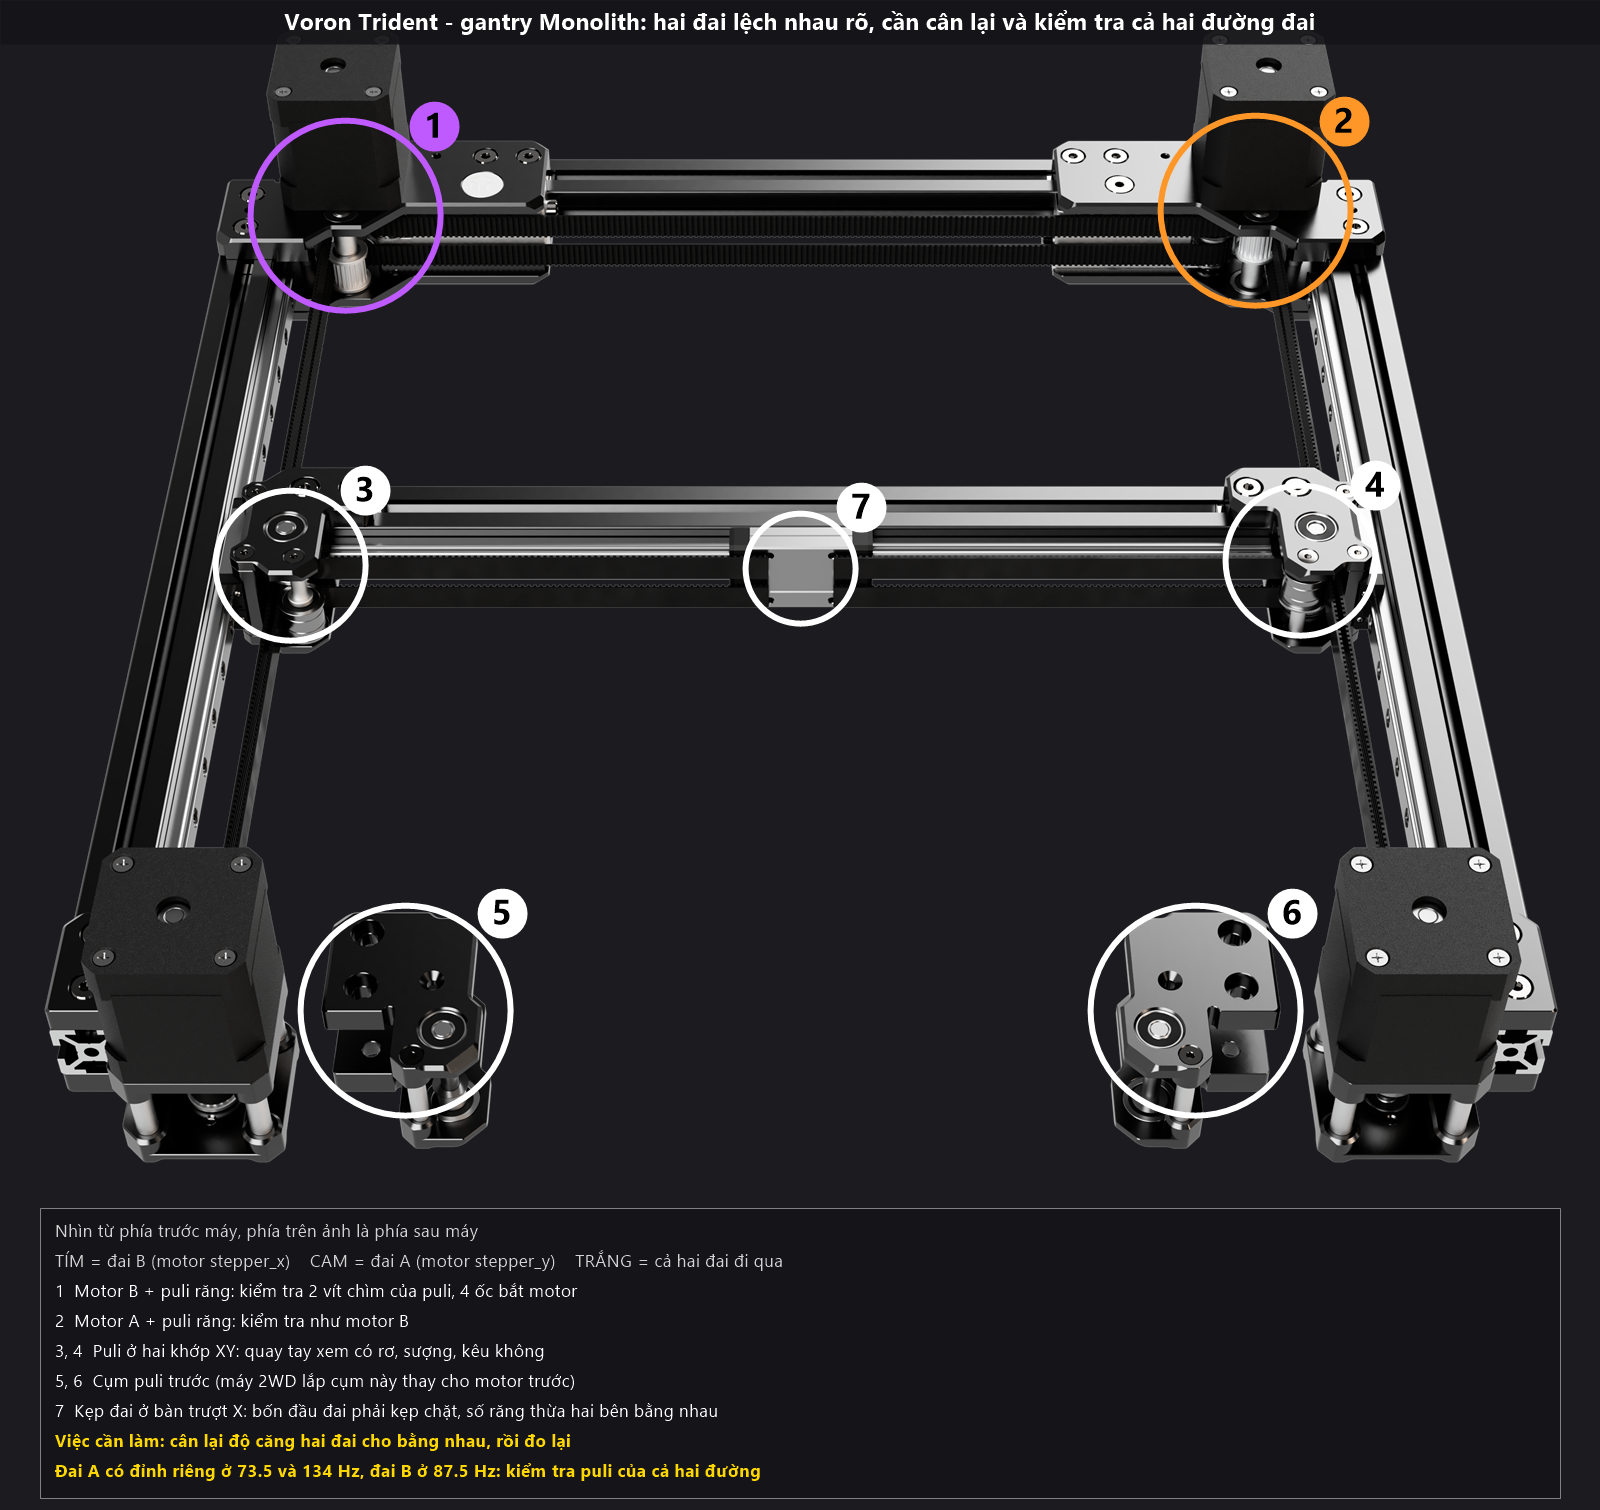 Voron Trident - gantry Monolith: hai đai lệch nhau rõ, cần cân lại và kiểm tra cả hai đường đai
1
2
3
4
7
5
6
Nhìn từ phía trước máy, phía trên ảnh là phía sau máy
TÍM = đai B (motor stepper_x) CAM = đai A (motor stepper_y) TRẮNG = cả hai đai đi qua
1 Motor B + puli răng: kiểm tra 2 vít chìm của puli, 4 ốc bắt motor
2 Motor A + puli răng: kiểm tra như motor B
3, 4 Puli ở hai khớp XY: quay tay xem có rơ, sượng, kêu không
5, 6 Cụm puli trước (máy 2WD lắp cụm này thay cho motor trước)
7 Kẹp đai ở bàn trượt X: bốn đầu đai phải kẹp chặt, số răng thừa hai bên bằng nhau
Việc cần làm: cân lại độ căng hai đai cho bằng nhau, rồi đo lại
Đai A có đỉnh riêng ở 73.5 và 134 Hz, đai B ở 87.5 Hz: kiểm tra puli của cả hai đường